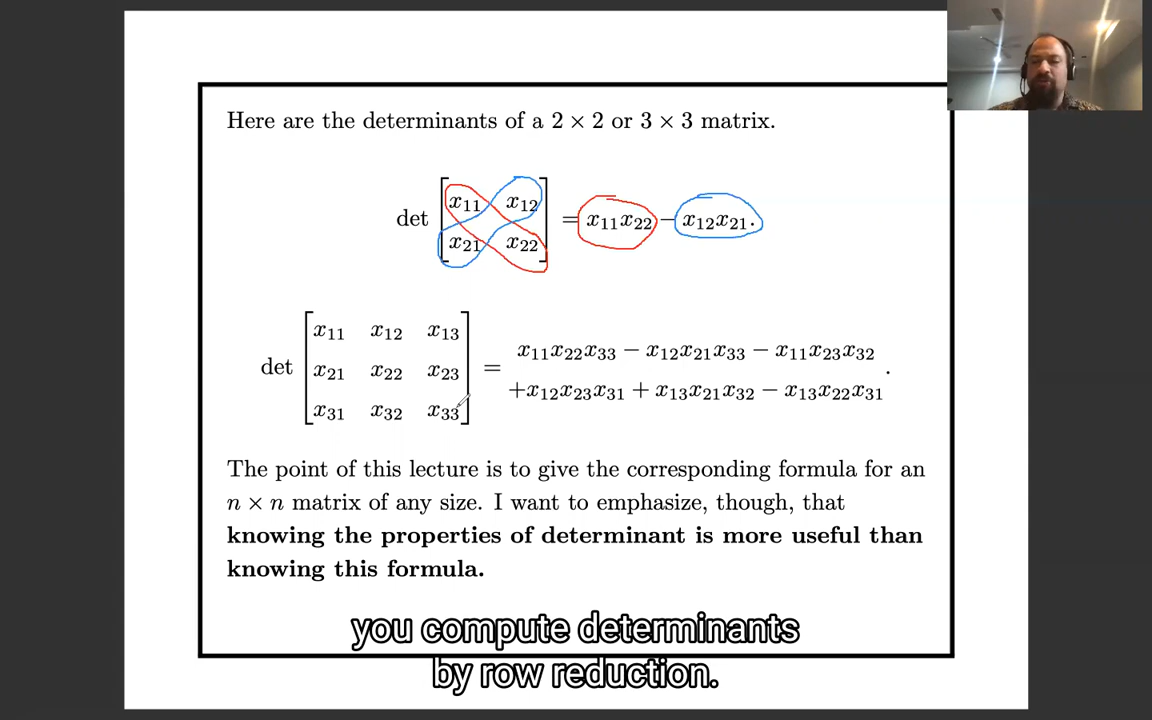 Here are the determinants of a 2 × 2 or 3 × 3 matrix.
det [x₁₁ x₁₂
x₂₁ x₂₂] = x₁₁x₂₂ − x₁₂x₂₁.
det [x₁₁ x₁₂ x₁₃
x₂₁ x₂₂ x₂₃
x₃₁ x₃₂ x₃₃] = x₁₁x₂₂x₃₃ − x₁₂x₂₁x₃₃ − x₁₁x₂₃x₃₂
+x₁₂x₂₃x₃₁ + x₁₃x₂₁x₃₂ − x₁₃x₂₂x₃₁ .
The point of this lecture is to give the corresponding formula for an
n × n matrix of any size. I want to emphasize, though, that
knowing the properties of determinant is more useful than
knowing this formula.
you compute determinants
by row reduction.